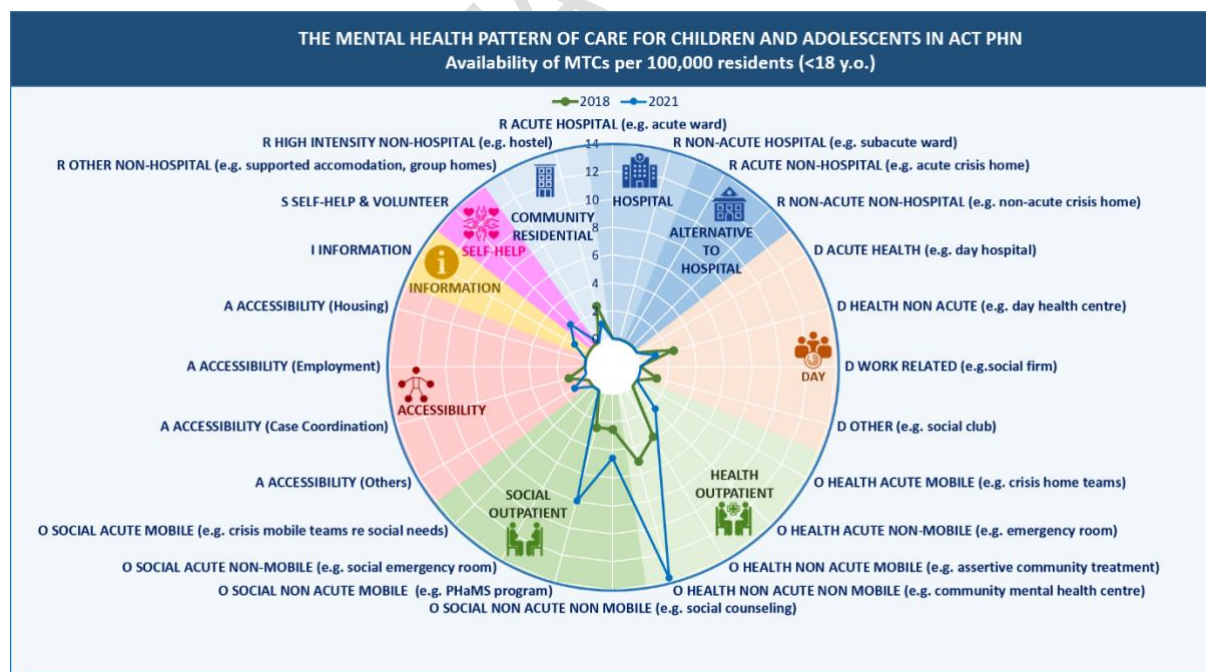 THE MENTAL HEALTH PATTERN OF CARE FOR CHILDREN AND ADOLESCENTS IN ACT PHN
Availability of MTCs per 100,000 residents (<18 y.o.)
2018 2021
R ACUTE HOSPITAL (e.g. acute ward)
R HIGH INTENSITY NON-HOSPITAL (e.g. hostel)
R NON-ACUTE HOSPITAL (e.g. subacute ward)
R OTHER NON-HOSPITAL (e.g. supported accomodation, group homes)
R ACUTE NON-HOSPITAL (e.g. acute crisis home)
S SELF-HELP & VOLUNTEER
R NON-ACUTE NON-HOSPITAL (e.g. non-acute crisis home)
I INFORMATION
D ACUTE HEALTH (e.g. day hospital)
A ACCESSIBILITY (Housing)
D HEALTH NON ACUTE (e.g. day health centre)
A ACCESSIBILITY (Employment)
D WORK RELATED (e.g.social firm)
A ACCESSIBILITY (Case Coordination)
D OTHER (e.g. social club)
A ACCESSIBILITY (Others)
O HEALTH ACUTE MOBILE (e.g. crisis home teams)
O SOCIAL ACUTE MOBILE (e.g. crisis mobile teams re social needs)
O HEALTH ACUTE NON-MOBILE (e.g. emergency room)
O SOCIAL ACUTE NON-MOBILE (e.g. social emergency room)
O HEALTH NON ACUTE MOBILE (e.g. assertive community treatment)
O SOCIAL NON ACUTE MOBILE (e.g. PHaMS program)
O HEALTH NON ACUTE NON MOBILE (e.g. community mental health centre)
O SOCIAL NON ACUTE NON MOBILE (e.g. social counseling)
14
12
10
8
6
4
2
0
HOSPITAL
ALTERNATIVE
TO
HOSPITAL
COMMUNITY
RESIDENTIAL
SELF-HELP
INFORMATION
DAY
ACCESSIBILITY
HEALTH
OUTPATIENT
SOCIAL
OUTPATIENT